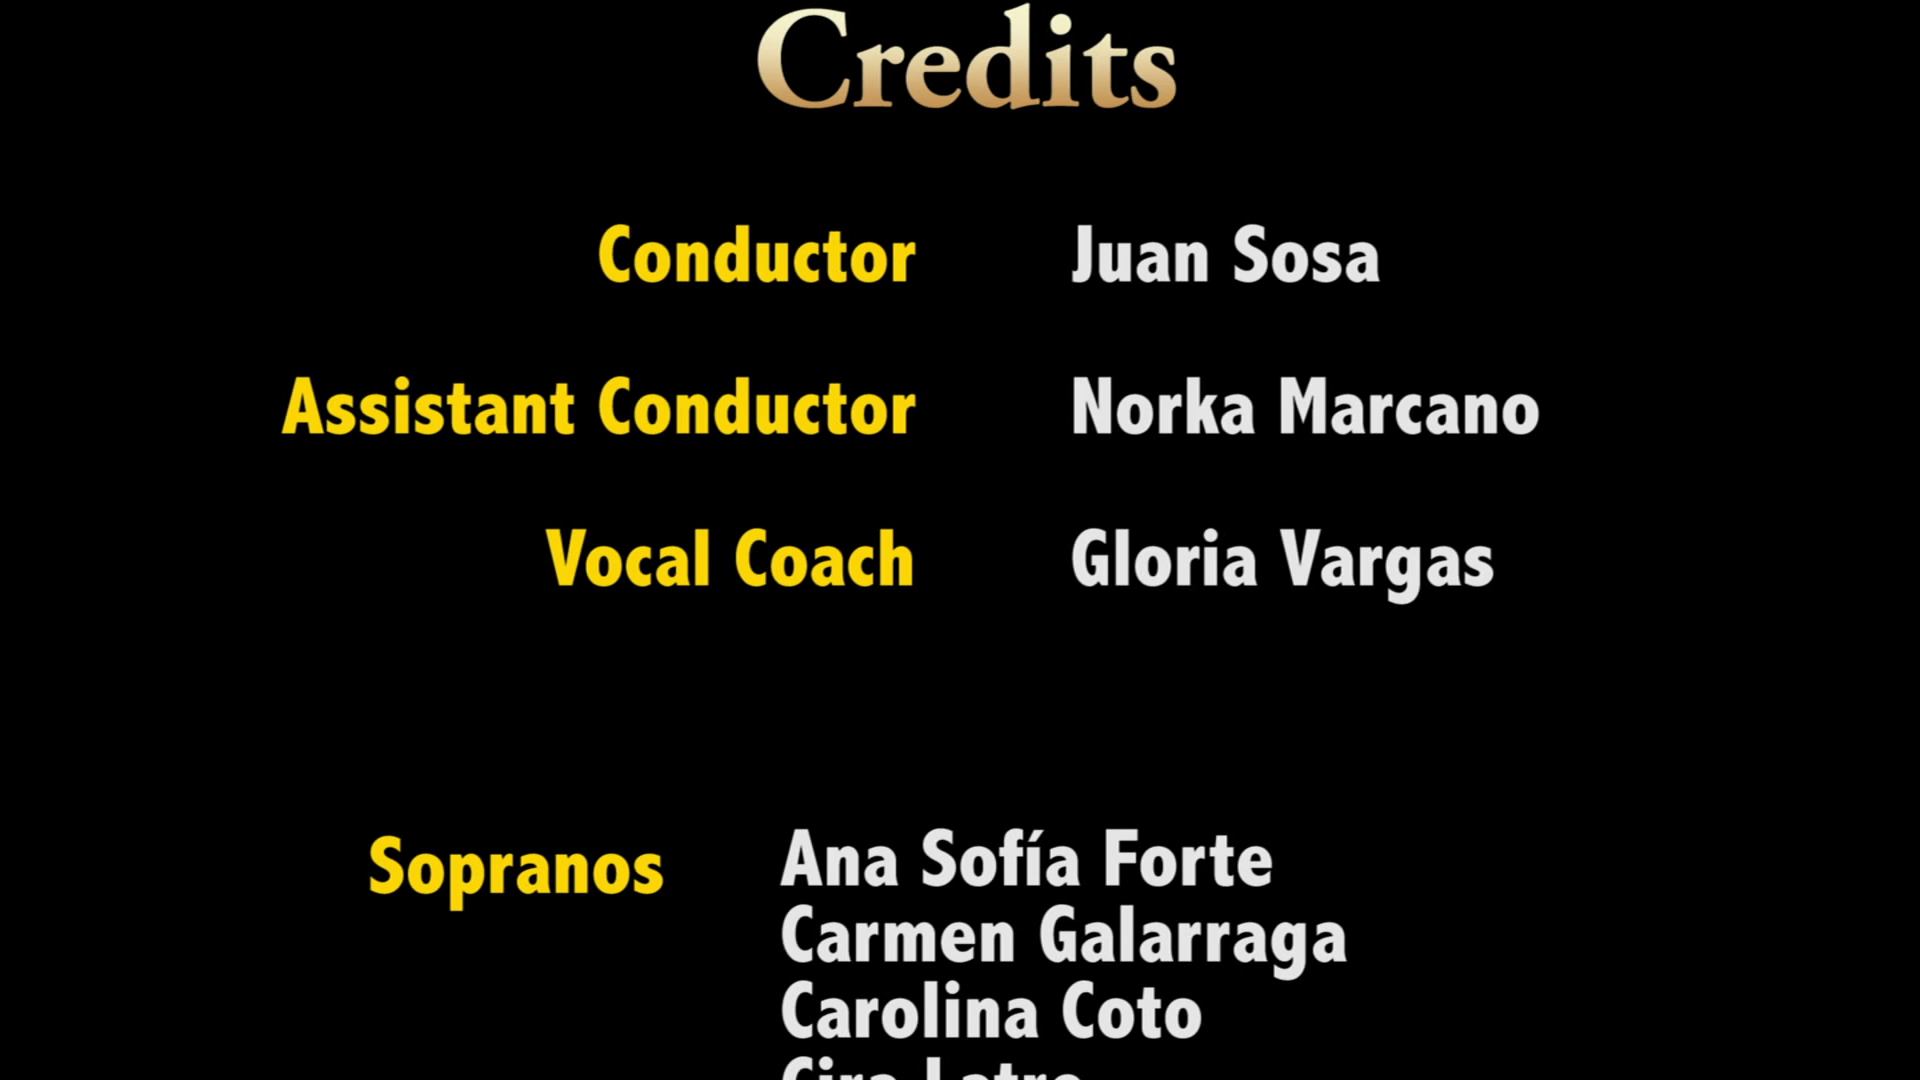 Credits
Conductor Juan Sosa
Assistant Conductor Norka Marcano
Vocal Coach Gloria Vargas
Sopranos Ana Sofía Forte
Carmen Galarraga
Carolina Coto